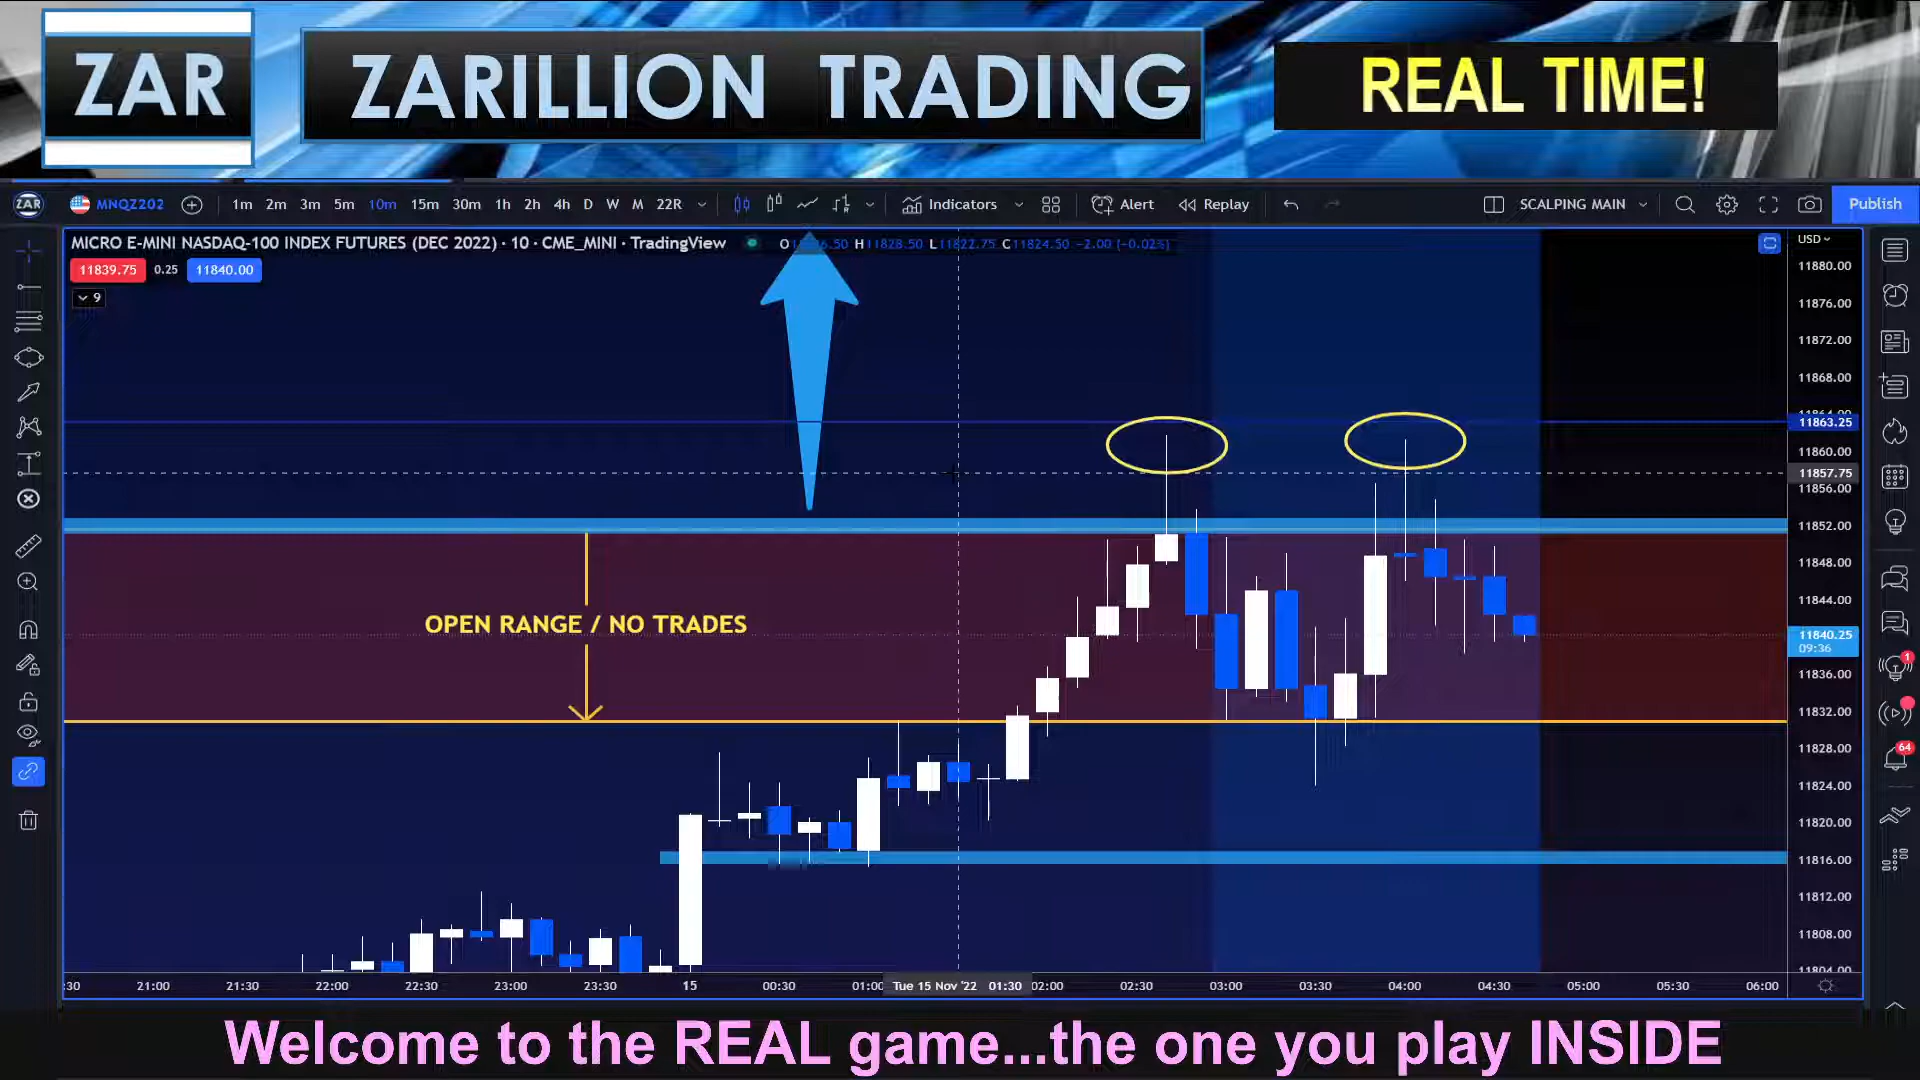 ZAR
ZARILLION TRADING
REAL TIME!
ZAR MNQZ202 1m 2m 3m 5m 10m 15m 30m 1h 2h 4h D W M 22R Indicators Alert Replay SCALPING MAIN Publish
MICRO E-MINI NASDAQ-100 INDEX FUTURES (DEC 2022) · 10 · CME_MINI · TradingView H11828.50 L11822.75 C11824.50 −2.00 (−0.02%)
USD
11839.75 0.25 11840.00
9
11880.00
11876.00
11872.00
11868.00
11864.00
11863.25
11860.00
11857.75
11856.00
11852.00
11848.00
11844.00
11840.25
09:36
11836.00
11832.00
11828.00
11824.00
11820.00
11816.00
11812.00
11808.00
11804.00
OPEN RANGE / NO TRADES
1
64
:30 21:00 21:30 22:00 22:30 23:00 23:30 15 00:30 01:00 Tue 15 Nov '22 01:30 02:00 02:30 03:00 03:30 04:00 04:30 05:00 05:30 06:00
Welcome to the REAL game...the one you play INSIDE